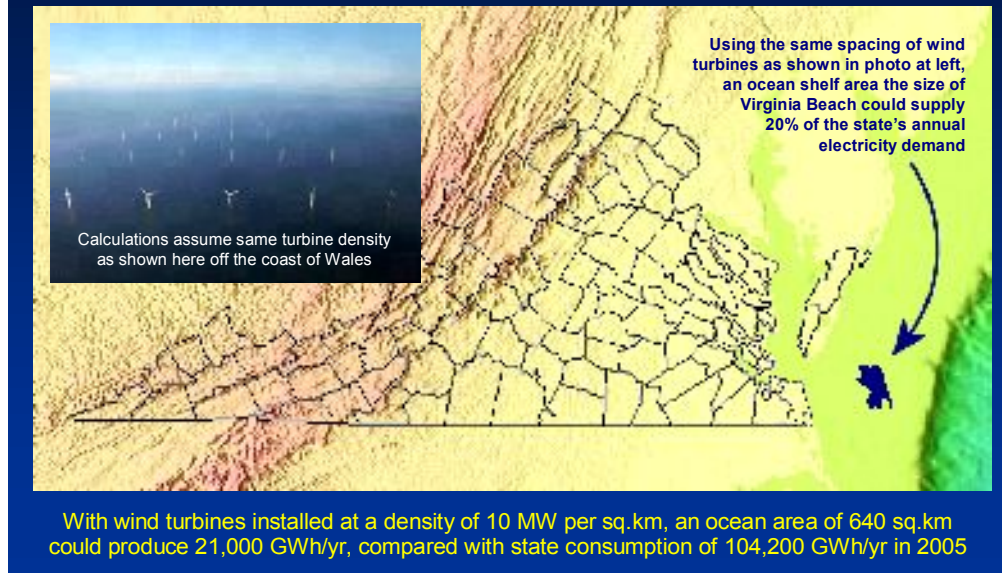 Using the same spacing of wind
turbines as shown in photo at left,
an ocean shelf area the size of
Virginia Beach could supply
20% of the state’s annual
electricity demand
Calculations assume same turbine density
as shown here off the coast of Wales
With wind turbines installed at a density of 10 MW per sq.km, an ocean area of 640 sq.km
could produce 21,000 GWh/yr, compared with state consumption of 104,200 GWh/yr in 2005